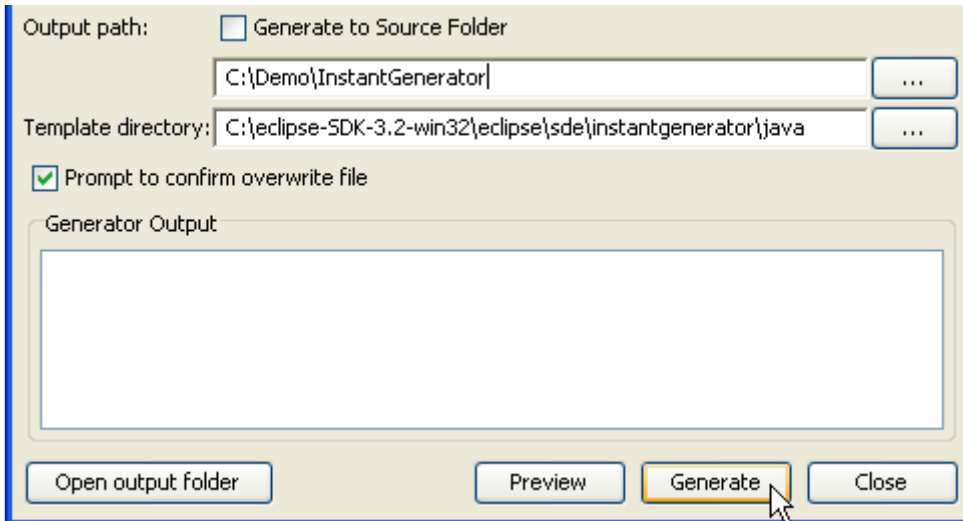 Output path: Generate to Source Folder
C:\Demo\InstantGenerator ...
Template directory: C:\eclipse-SDK-3.2-win32\eclipse\sde\instantgenerator\java ...
Prompt to confirm overwrite file
Generator Output
Open output folder Preview Generate Close